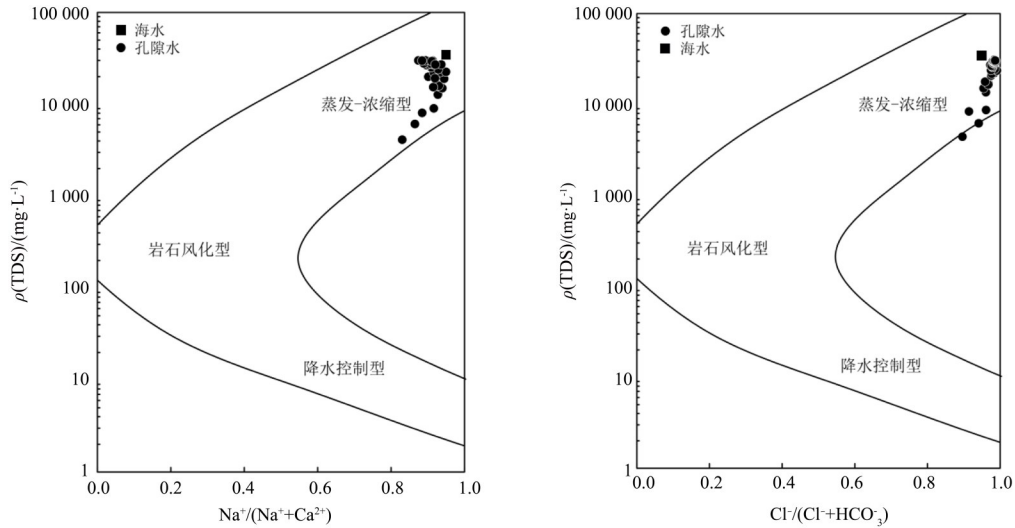 100 000
10 000
1 000
100
10
1
ρ(TDS)/(mg·L⁻¹)
■ 海水
● 孔隙水
蒸发-浓缩型
岩石风化型
降水控制型
0.0 0.2 0.4 0.6 0.8 1.0
Na⁺/(Na⁺+Ca²⁺)
100 000
10 000
1 000
100
10
1
ρ(TDS)/(mg·L⁻¹)
● 孔隙水
■ 海水
蒸发-浓缩型
岩石风化型
降水控制型
0.0 0.2 0.4 0.6 0.8 1.0
Cl⁻/(Cl⁻+HCO⁻₃)